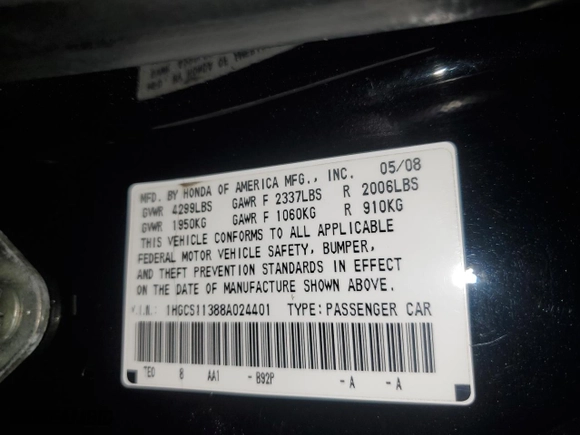 MFD. BY HONDA OF AMERICA MFG., INC. 05/08
GVWR 4299LBS GAWR F 2337LBS R 2006LBS
GVWR 1950KG GAWR F 1060KG R 910KG
THIS VEHICLE CONFORMS TO ALL APPLICABLE
FEDERAL MOTOR VEHICLE SAFETY, BUMPER,
AND THEFT PREVENTION STANDARDS IN EFFECT
ON THE DATE OF MANUFACTURE SHOWN ABOVE.
V.I.N.: 1HGCS11388A024401 TYPE: PASSENGER CAR
TE0 8 AA1 -B92P -A -A